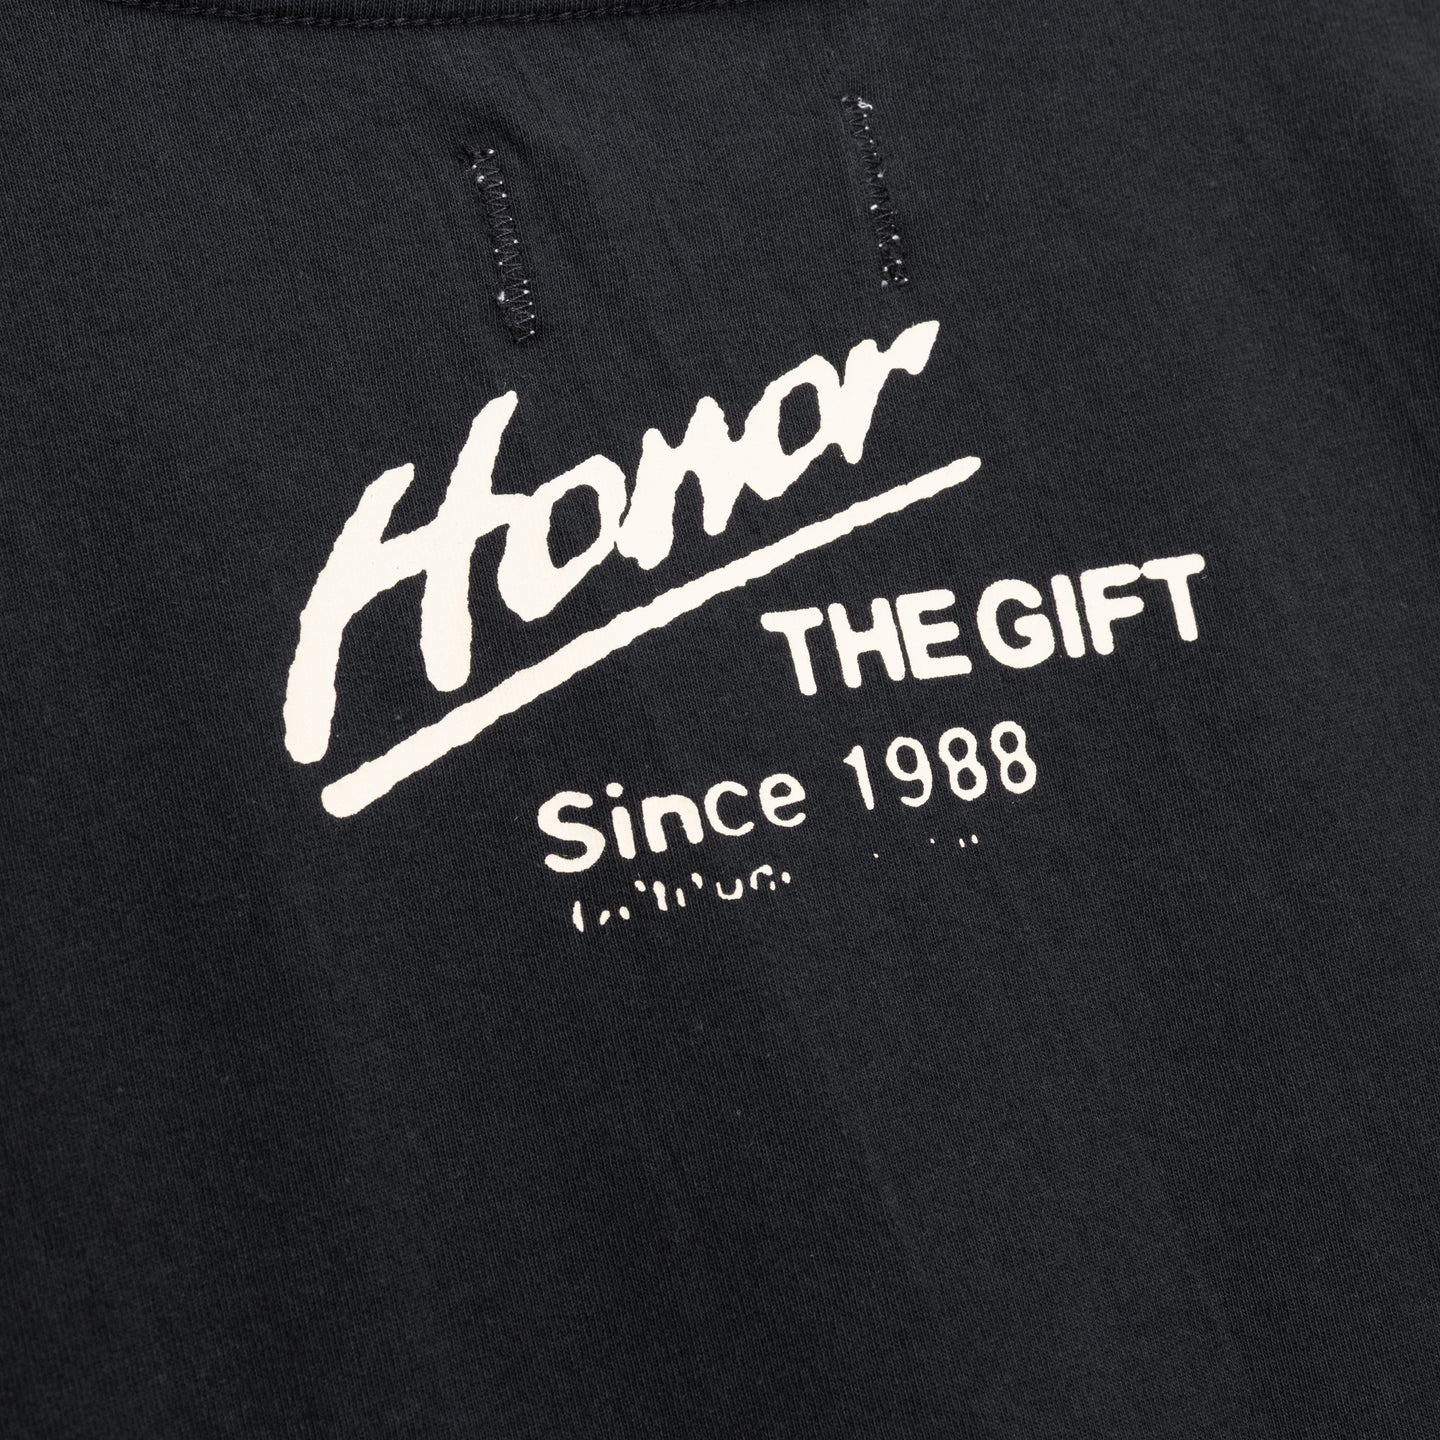 Honor
THE GIFT
Since 1988